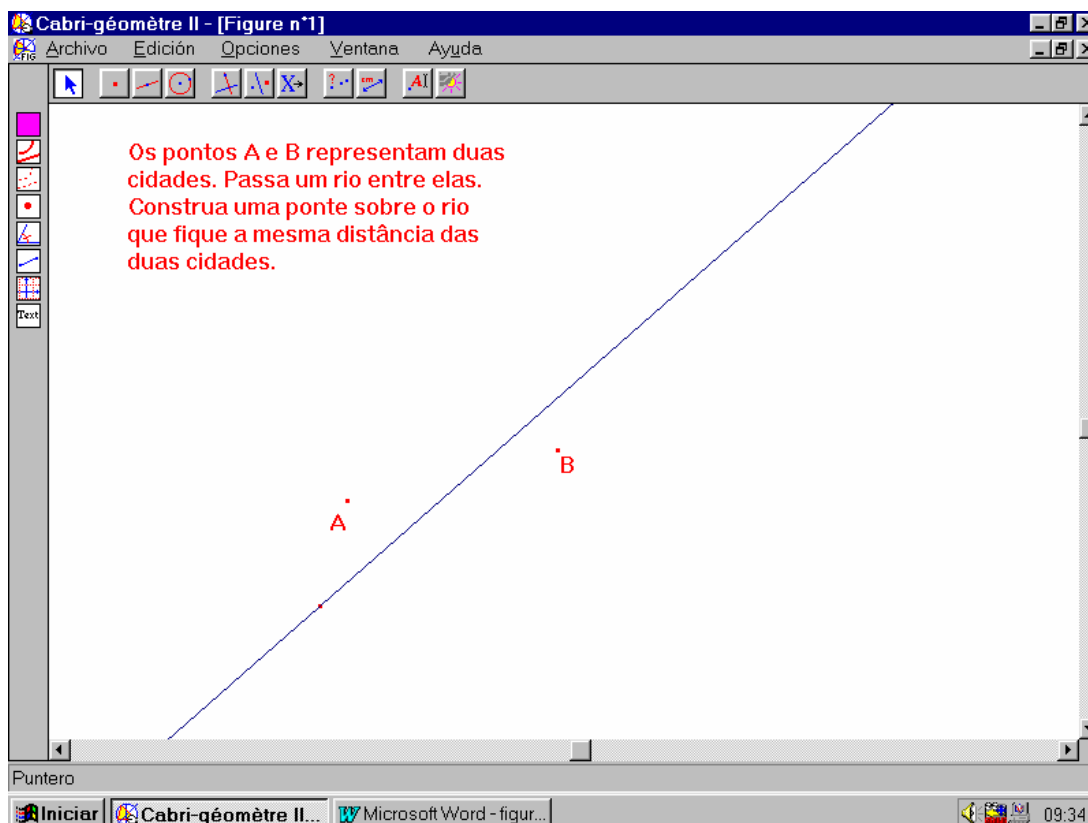 Cabri-géomètre II - [Figure n°1]
FIG Archivo Edición Opciones Ventana Ayuda
X ? cm A
Os pontos A e B representam duas
cidades. Passa um rio entre elas.
Construa uma ponte sobre o rio
que fique a mesma distância das
duas cidades.
Text
B
A
Puntero
Iniciar Cabri-géomètre II... Microsoft Word - figur... 09:34